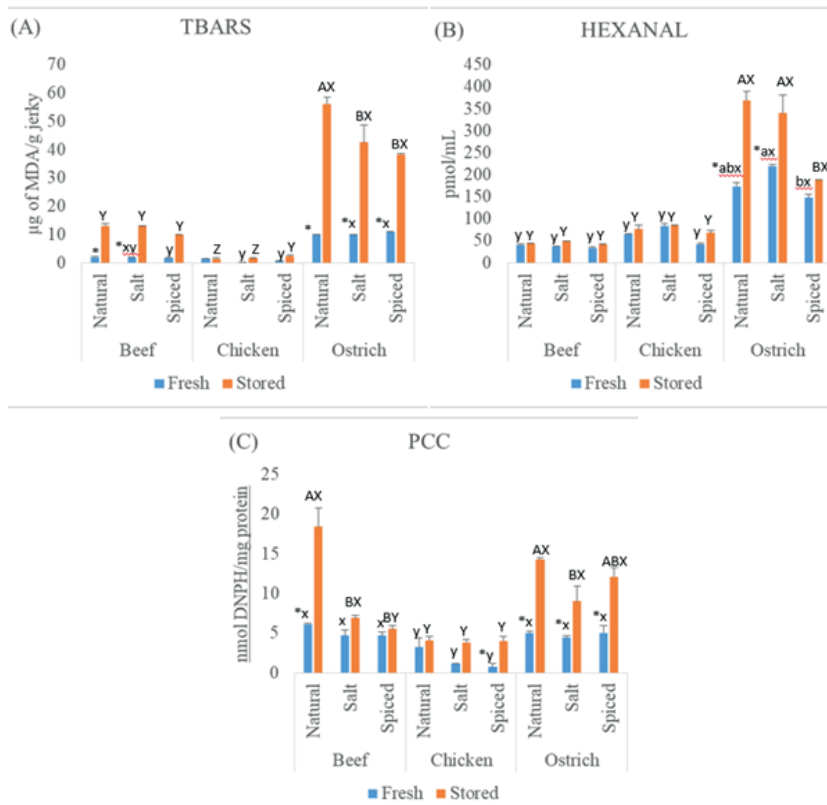 (A)
TBARS
µg of MDA/g jerky
70
60
50
40
30
20
10
0
* Y *xy Y y Y Z y Z y Y * AX *x BX *x BX
Natural Salt Spiced Natural Salt Spiced Natural Salt Spiced
Beef Chicken Ostrich
Fresh Stored
(B)
HEXANAL
pmol/mL
450
400
350
300
250
200
150
100
50
0
y Y y Y y Y y Y y Y y Y *abx AX *ax AX bx BX
Natural Salt Spiced Natural Salt Spiced Natural Salt Spiced
Beef Chicken Ostrich
Fresh Stored
(C)
PCC
nmol DNPH/mg protein
25
20
15
10
5
0
*x AX x BX x BY y Y y Y *y Y *x AX *x BX *x ABX
Natural Salt Spiced Natural Salt Spiced Natural Salt Spiced
Beef Chicken Ostrich
Fresh Stored